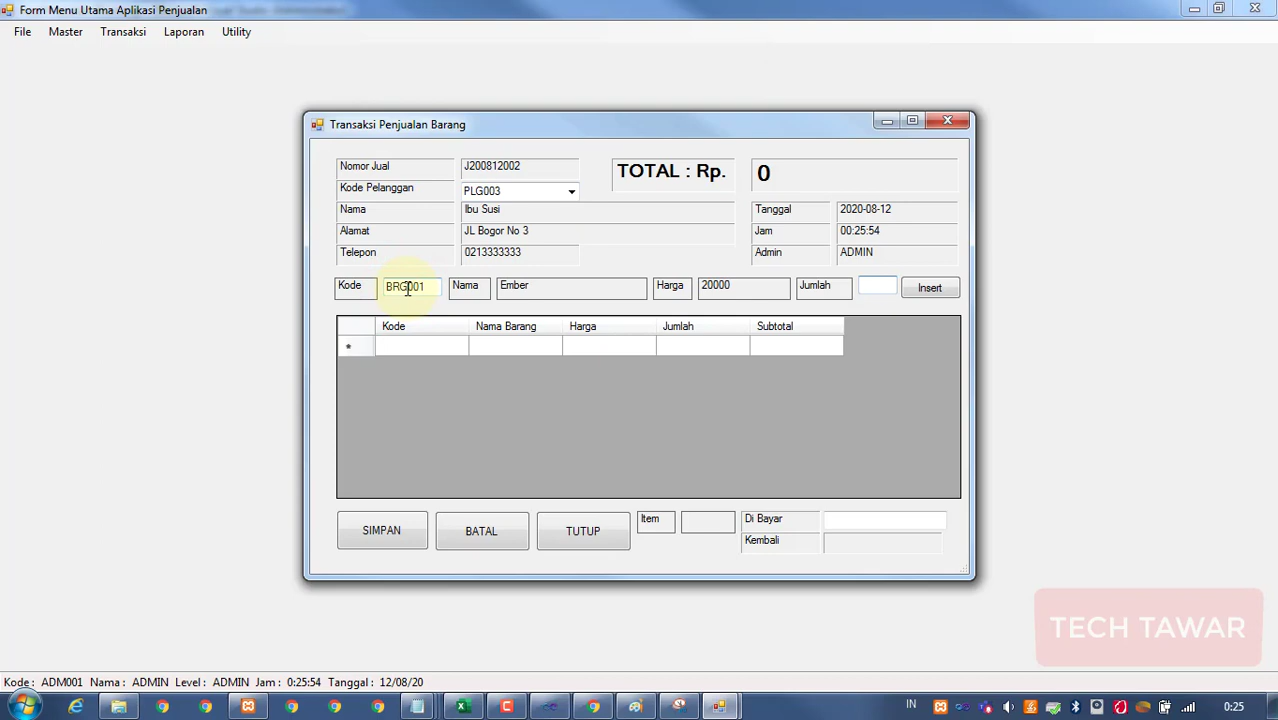 Form Menu Utama Aplikasi Penjualan
File Master Transaksi Laporan Utility
Transaksi Penjualan Barang
Nomor Jual J200812002 TOTAL : Rp. 0
Kode Pelanggan PLG003
Nama Ibu Susi Tanggal 2020-08-12
Alamat JL Bogor No 3 Jam 00:25:54
Telepon 0213333333 Admin ADMIN
Kode BRG001 Nama Ember Harga 20000 Jumlah Insert
Kode Nama Barang Harga Jumlah Subtotal
*
SIMPAN BATAL TUTUP Item Di Bayar
Kembali
TECH TAWAR
Kode : ADM001 Nama : ADMIN Level : ADMIN Jam : 0:25:54 Tanggal : 12/08/20
IN 0:25